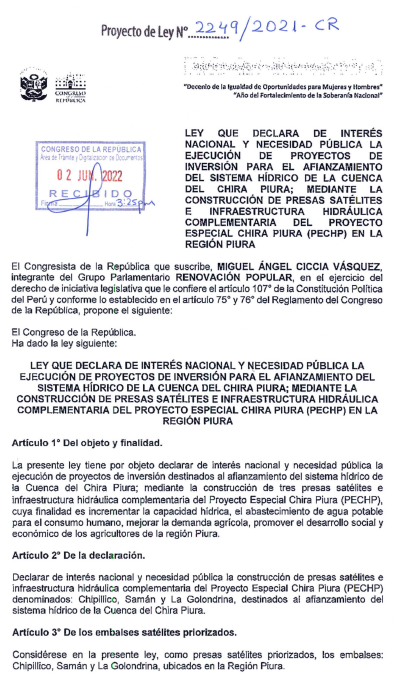 Proyecto de Ley N° 2249/2021-CR
CONGRESO
REPÚBLICA
"Decenio de la Igualdad de Oportunidades para Mujeres y Hombres"
"Año del Fortalecimiento de la Soberanía Nacional"
CONGRESO DE LA REPÚBLICA
Área de Trámite y Digitalización de Documentos
02 JUN. 2022
RECIBIDO
Firma Hora 3:25pm
LEY QUE DECLARA DE INTERÉS
NACIONAL Y NECESIDAD PÚBLICA LA
EJECUCIÓN DE PROYECTOS DE
INVERSIÓN PARA EL AFIANZAMIENTO
DEL SISTEMA HÍDRICO DE LA CUENCA
DEL CHIRA PIURA; MEDIANTE LA
CONSTRUCCIÓN DE PRESAS SATÉLITES
E INFRAESTRUCTURA HIDRÁULICA
COMPLEMENTARIA DEL PROYECTO
ESPECIAL CHIRA PIURA (PECHP) EN LA
REGIÓN PIURA
El Congresista de la República que suscribe, MIGUEL ÁNGEL CICCIA VÁSQUEZ,
integrante del Grupo Parlamentario RENOVACIÓN POPULAR, en el ejercicio del
derecho de iniciativa legislativa que le confiere el artículo 107° de la Constitución Política
del Perú y conforme lo establecido en el artículo 75° y 76° del Reglamento del Congreso
de la República, propone el siguiente:
El Congreso de la República.
Ha dado la ley siguiente:
LEY QUE DECLARA DE INTERÉS NACIONAL Y NECESIDAD PÚBLICA LA
EJECUCIÓN DE PROYECTOS DE INVERSIÓN PARA EL AFIANZAMIENTO DEL
SISTEMA HÍDRICO DE LA CUENCA DEL CHIRA PIURA; MEDIANTE LA
CONSTRUCCIÓN DE PRESAS SATÉLITES E INFRAESTRUCTURA HIDRÁULICA
COMPLEMENTARIA DEL PROYECTO ESPECIAL CHIRA PIURA (PECHP) EN LA
REGIÓN PIURA
Artículo 1° Del objeto y finalidad.
La presente ley tiene por objeto declarar de interés nacional y necesidad pública la
ejecución de proyectos de inversión destinados al afianzamiento del sistema hídrico de
la Cuenca del Chira Piura; mediante la construcción de tres presas satélites e
infraestructura hidráulica complementaria del Proyecto Especial Chira Piura (PECHP),
cuya finalidad es incrementar la capacidad hídrica, el abastecimiento de agua potable
para el consumo humano, mejorar la demanda agrícola, promover el desarrollo social y
económico de los agricultores de la región Piura.
Artículo 2° De la declaración.
Declarar de interés nacional y necesidad pública la construcción de presas satélites e
infraestructura hidráulica complementaria del Proyecto Especial Chira Piura (PECHP)
denominados: Chipillico, Samán y La Golondrina, destinados al afianzamiento del
sistema hídrico de la Cuenca del Chira Piura.
Artículo 3° De los embalses satélites priorizados.
Considérese en la presente ley, como presas satélites priorizados, los embalses:
Chipillico, Samán y La Golondrina, ubicados en la Región Piura.